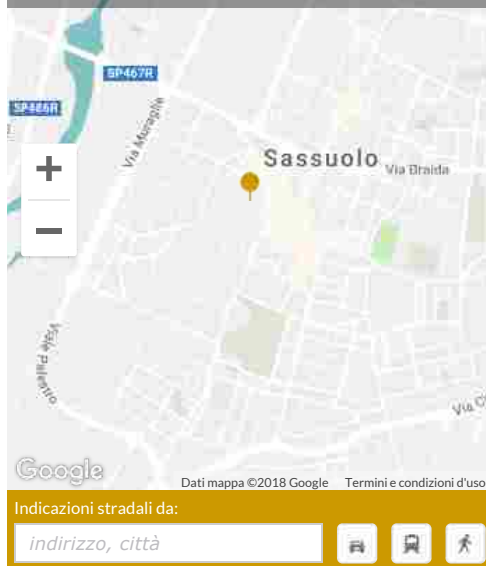 SP467R
SP486R
Via Muraglie
Sassuolo
Via Braida
+
−
Viale Palestro
Via C
Google
Dati mappa ©2018 Google Termini e condizioni d'uso
Indicazioni stradali da:
indirizzo, città